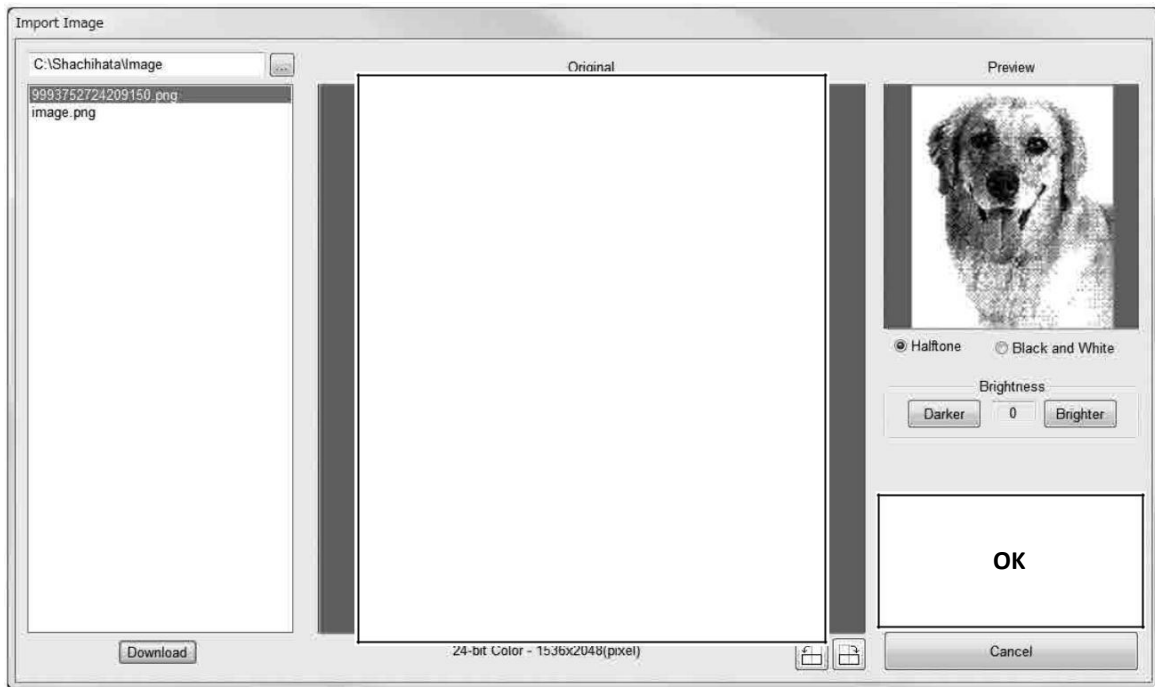 Import Image
C:\Shachihata\Image
...
9993752724209150.png
image.png
Download
Original
24-bit Color - 1536x2048(pixel)
Preview
Halftone
Black and White
Brightness
Darker
0
Brighter
OK
Cancel